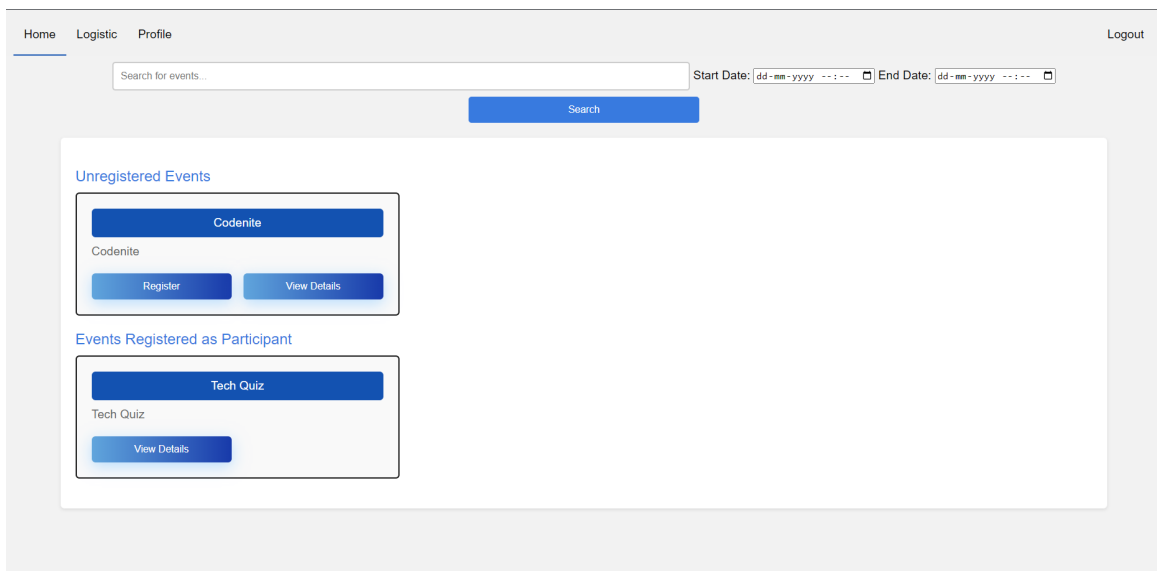 Home Logistic Profile Logout
Search for events... Start Date: dd-mm-yyyy --:-- End Date: dd-mm-yyyy --:--
Search
Unregistered Events
Codenite
Codenite
Register View Details
Events Registered as Participant
Tech Quiz
Tech Quiz
View Details